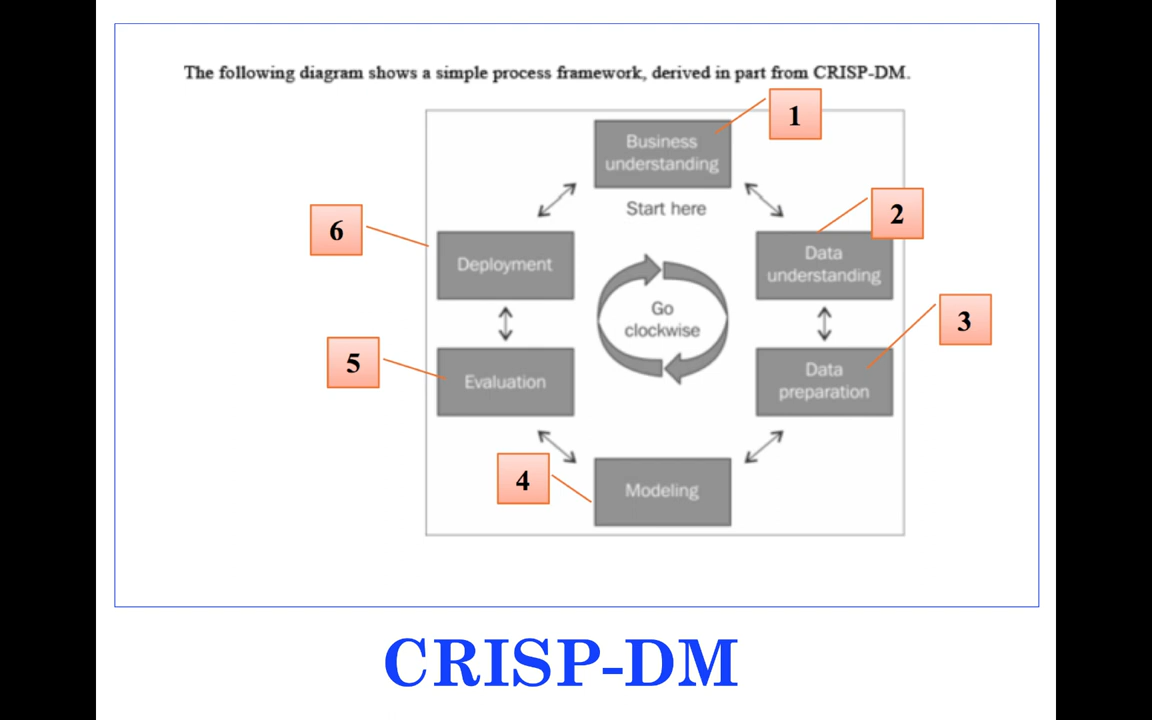 The following diagram shows a simple process framework, derived in part from CRISP-DM.
1
Business
understanding
Start here
2
6
Deployment
Data
understanding
Go
clockwise
3
5
Evaluation
Data
preparation
4
Modeling
CRISP-DM